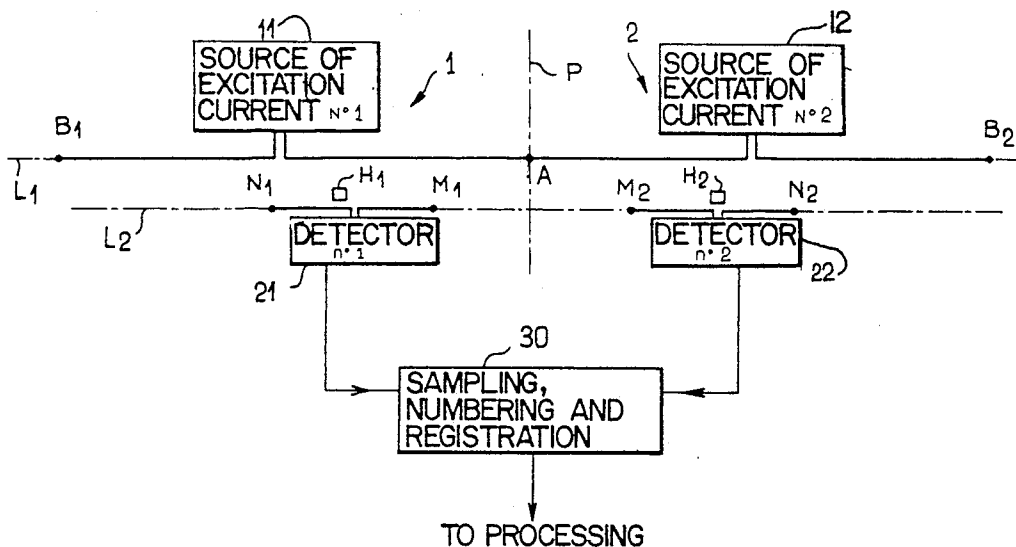 11
SOURCE OF
EXCITATION
CURRENT N°1
1
P
2
12
SOURCE OF
EXCITATION
CURRENT N°2
B1
B2
L1
A
N1
H1
M1
M2
H2
N2
L2
DETECTOR
n°1
21
DETECTOR
n°2
22
30
SAMPLING,
NUMBERING AND
REGISTRATION
TO PROCESSING